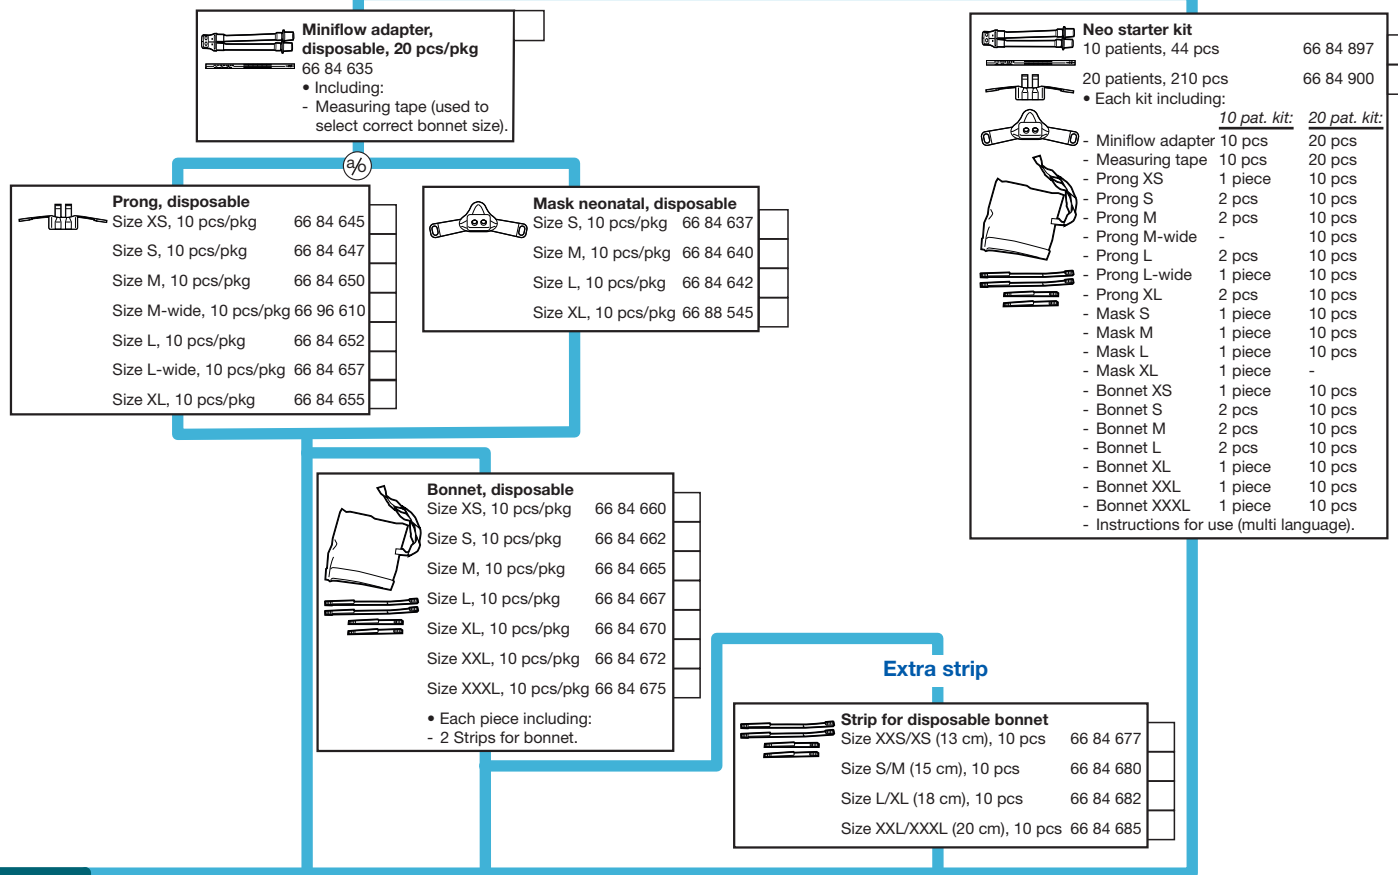 Miniflow adapter,
disposable, 20 pcs/pkg
66 84 635
• Including:
- Measuring tape (used to
select correct bonnet size).
a/o
Prong, disposable
Size XS, 10 pcs/pkg 66 84 645
Size S, 10 pcs/pkg 66 84 647
Size M, 10 pcs/pkg 66 84 650
Size M-wide, 10 pcs/pkg 66 96 610
Size L, 10 pcs/pkg 66 84 652
Size L-wide, 10 pcs/pkg 66 84 657
Size XL, 10 pcs/pkg 66 84 655
Mask neonatal, disposable
Size S, 10 pcs/pkg 66 84 637
Size M, 10 pcs/pkg 66 84 640
Size L, 10 pcs/pkg 66 84 642
Size XL, 10 pcs/pkg 66 88 545
Bonnet, disposable
Size XS, 10 pcs/pkg 66 84 660
Size S, 10 pcs/pkg 66 84 662
Size M, 10 pcs/pkg 66 84 665
Size L, 10 pcs/pkg 66 84 667
Size XL, 10 pcs/pkg 66 84 670
Size XXL, 10 pcs/pkg 66 84 672
Size XXXL, 10 pcs/pkg 66 84 675
• Each piece including:
- 2 Strips for bonnet.
Extra strip
Strip for disposable bonnet
Size XXS/XS (13 cm), 10 pcs 66 84 677
Size S/M (15 cm), 10 pcs 66 84 680
Size L/XL (18 cm), 10 pcs 66 84 682
Size XXL/XXXL (20 cm), 10 pcs 66 84 685
Neo starter kit
10 patients, 44 pcs 66 84 897
20 patients, 210 pcs 66 84 900
• Each kit including:
10 pat. kit: 20 pat. kit:
- Miniflow adapter 10 pcs 20 pcs
- Measuring tape 10 pcs 20 pcs
- Prong XS 1 piece 10 pcs
- Prong S 2 pcs 10 pcs
- Prong M 2 pcs 10 pcs
- Prong M-wide - 10 pcs
- Prong L 2 pcs 10 pcs
- Prong L-wide 1 piece 10 pcs
- Prong XL 2 pcs 10 pcs
- Mask S 1 piece 10 pcs
- Mask M 1 piece 10 pcs
- Mask L 1 piece 10 pcs
- Mask XL 1 piece -
- Bonnet XS 1 piece 10 pcs
- Bonnet S 2 pcs 10 pcs
- Bonnet M 2 pcs 10 pcs
- Bonnet L 2 pcs 10 pcs
- Bonnet XL 1 piece 10 pcs
- Bonnet XXL 1 piece 10 pcs
- Bonnet XXXL 1 piece 10 pcs
- Instructions for use (multi language).